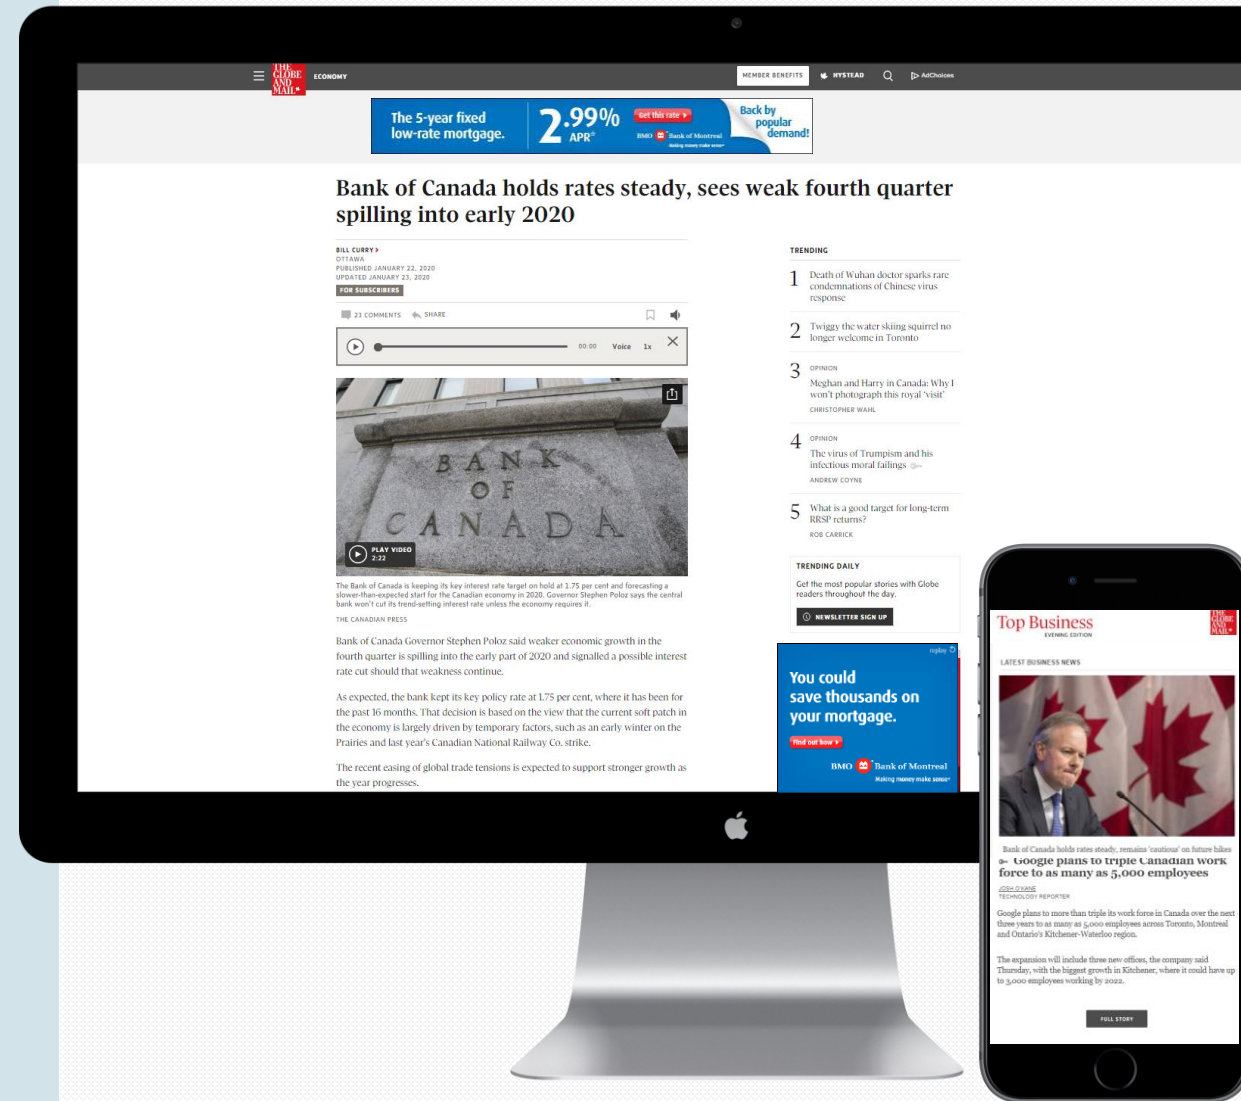 THE
GLOBE
AND
MAIL
ECONOMY
MEMBER BENEFITS
HYSTEAD
AdChoices
The 5-year fixed
low-rate mortgage.
2.99%
APR*
Get this rate
BMO Bank of Montreal
Making money make sense
Back by
popular
demand!
Bank of Canada holds rates steady, sees weak fourth quarter
spilling into early 2020
BILL CURRY
OTTAWA
PUBLISHED JANUARY 22, 2020
UPDATED JANUARY 23, 2020
FOR SUBSCRIBERS
23 COMMENTS SHARE
00:00 Voice 1x
BANK
OF
CANADA
PLAY VIDEO
2:22
The Bank of Canada is keeping its key interest rate target on hold at 1.75 per cent and forecasting a
slower-than-expected start for the Canadian economy in 2020. Governor Stephen Poloz says the central
bank won't cut its trend-setting interest rate unless the economy requires it.
THE CANADIAN PRESS
Bank of Canada Governor Stephen Poloz said weaker economic growth in the
fourth quarter is spilling into the early part of 2020 and signalled a possible interest
rate cut should that weakness continue.
As expected, the bank kept its key policy rate at 1.75 per cent, where it has been for
the past 16 months. That decision is based on the view that the current soft patch in
the economy is largely driven by temporary factors, such as an early winter on the
Prairies and last year's Canadian National Railway Co. strike.
The recent easing of global trade tensions is expected to support stronger growth as
the year progresses.
TRENDING
1 Death of Wuhan doctor sparks rare
condemnations of Chinese virus
response
2 Twiggy the water skiing squirrel no
longer welcome in Toronto
3 OPINION
Meghan and Harry in Canada: Why I
won't photograph this royal 'visit'
CHRISTOPHER WAHL
4 OPINION
The virus of Trumpism and his
infectious moral failings
ANDREW COYNE
5 What is a good target for long-term
RRSP returns?
ROB CARRICK
TRENDING DAILY
Get the most popular stories with Globe
readers throughout the day.
NEWSLETTER SIGN UP
replay
You could
save thousands on
your mortgage.
Find out how
BMO Bank of Montreal
Making money make sense
Top Business
EVENING EDITION
THE
GLOBE
AND
MAIL
LATEST BUSINESS NEWS
Bank of Canada holds rates steady, remains 'cautious' on future hikes
Google plans to triple Canadian work
force to as many as 5,000 employees
JOSH O'KANE
TECHNOLOGY REPORTER
Google plans to more than triple its work force in Canada over the next
three years to as many as 5,000 employees across Toronto, Montreal
and Ontario's Kitchener-Waterloo region.
The expansion will include three new offices, the company said
Thursday, with the biggest growth in Kitchener, where it could have up
to 3,000 employees working by 2022.
FULL STORY